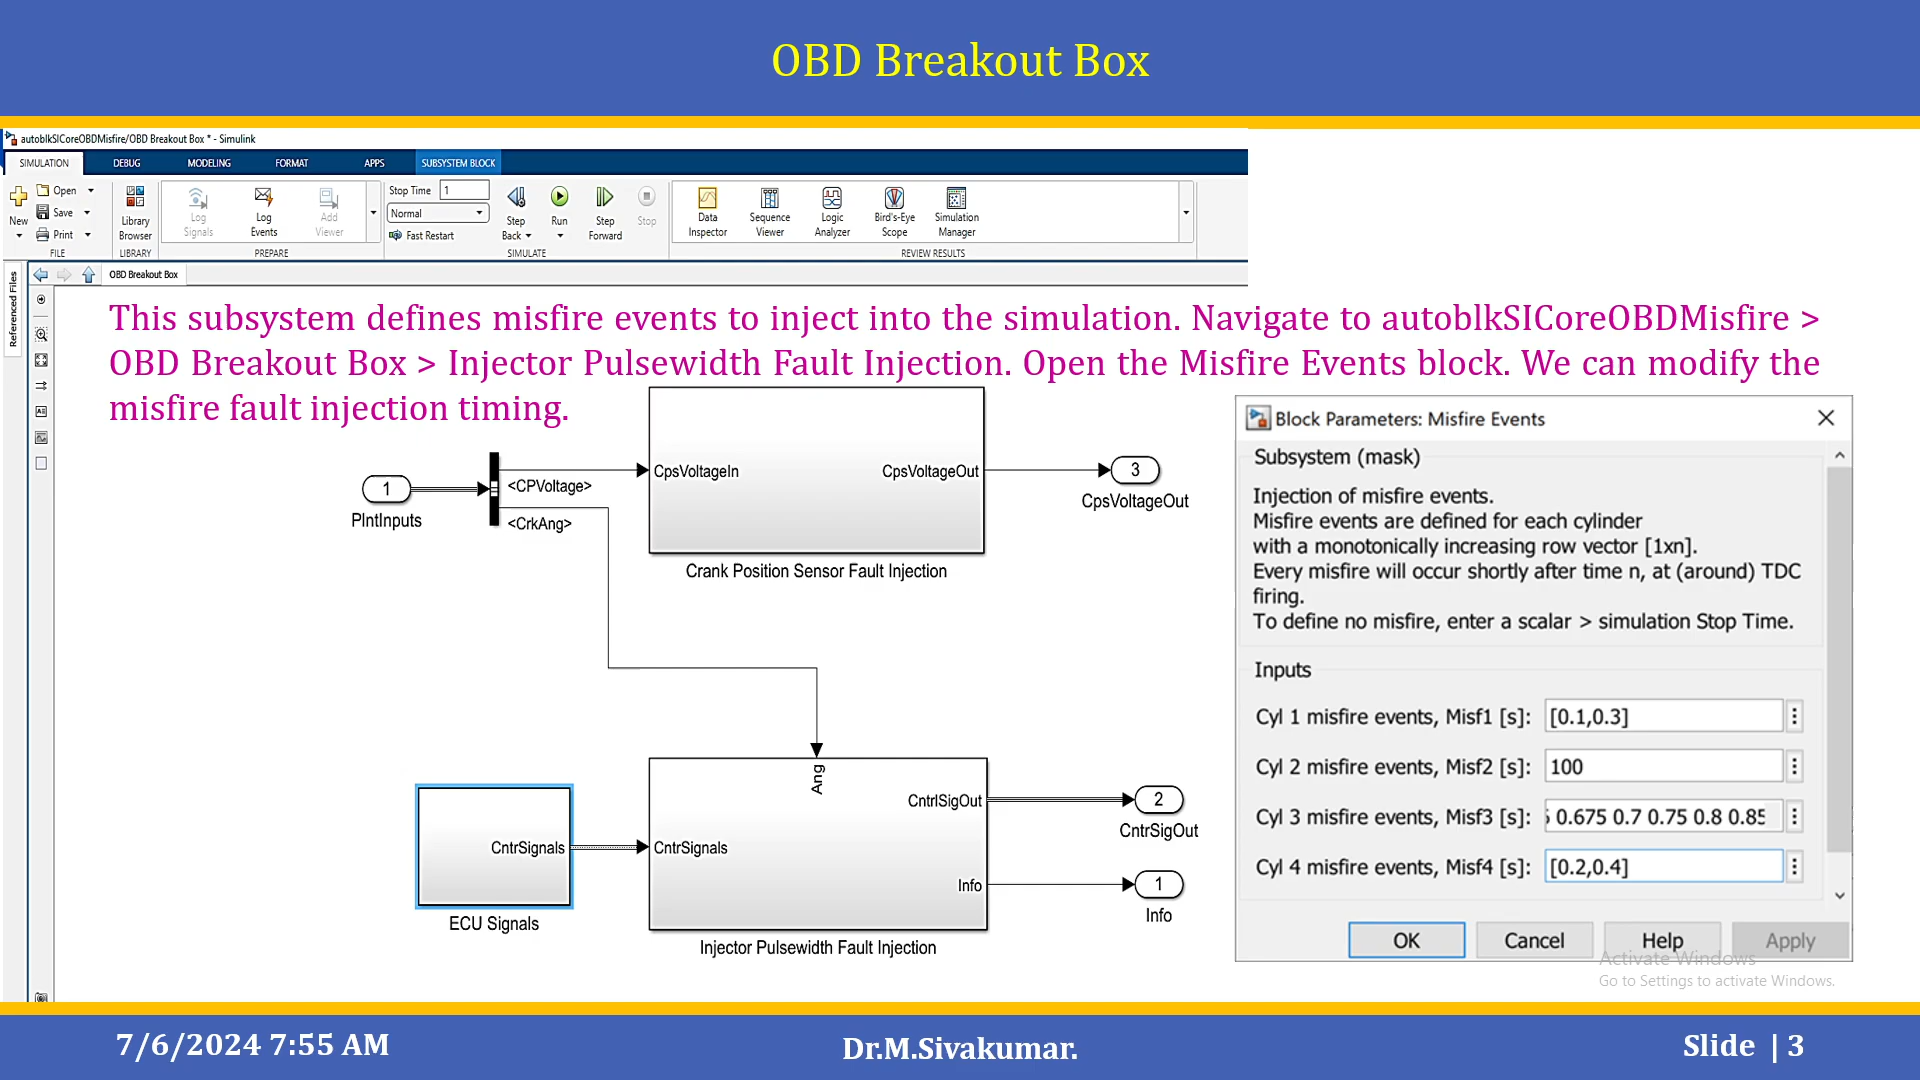 OBD Breakout Box
autoblkSICoreOBDMisfire/OBD Breakout Box * - Simulink
SIMULATION DEBUG MODELING FORMAT APPS SUBSYSTEM BLOCK
New
Open
Save
Print
FILE
Library Browser
LIBRARY
Log Signals
Log Events
Add Viewer
PREPARE
Stop Time 1
Normal
Fast Restart
Step Back
Run
Step Forward
Stop
SIMULATE
Data Inspector
Sequence Viewer
Logic Analyzer
Bird's-Eye Scope
Simulation Manager
REVIEW RESULTS
Referenced Files
OBD Breakout Box
This subsystem defines misfire events to inject into the simulation. Navigate to autoblkSICoreOBDMisfire >
OBD Breakout Box > Injector Pulsewidth Fault Injection. Open the Misfire Events block. We can modify the
misfire fault injection timing.
1
PlntInputs
<CPVoltage>
<CrkAng>
CpsVoltageIn CpsVoltageOut
Crank Position Sensor Fault Injection
3
CpsVoltageOut
CntrSignals
ECU Signals
Ang
CntrlSigOut
CntrSignals
Info
Injector Pulsewidth Fault Injection
2
CntrSigOut
1
Info
Block Parameters: Misfire Events
Subsystem (mask)
Injection of misfire events.
Misfire events are defined for each cylinder
with a monotonically increasing row vector [1xn].
Every misfire will occur shortly after time n, at (around) TDC
firing.
To define no misfire, enter a scalar > simulation Stop Time.
Inputs
Cyl 1 misfire events, Misf1 [s]: [0.1,0.3]
Cyl 2 misfire events, Misf2 [s]: 100
Cyl 3 misfire events, Misf3 [s]: 0.675 0.7 0.75 0.8 0.85
Cyl 4 misfire events, Misf4 [s]: [0.2,0.4]
OK Cancel Help Apply
Activate Windows
Go to Settings to activate Windows.
7/6/2024 7:55 AM
Dr.M.Sivakumar.
Slide | 3